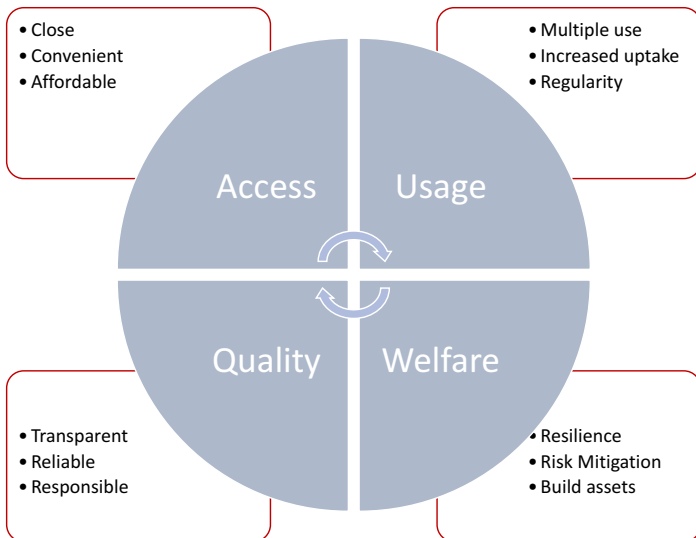 • Close
• Convenient
• Affordable
• Multiple use
• Increased uptake
• Regularity
Access
Usage
Quality
Welfare
• Transparent
• Reliable
• Responsible
• Resilience
• Risk Mitigation
• Build assets